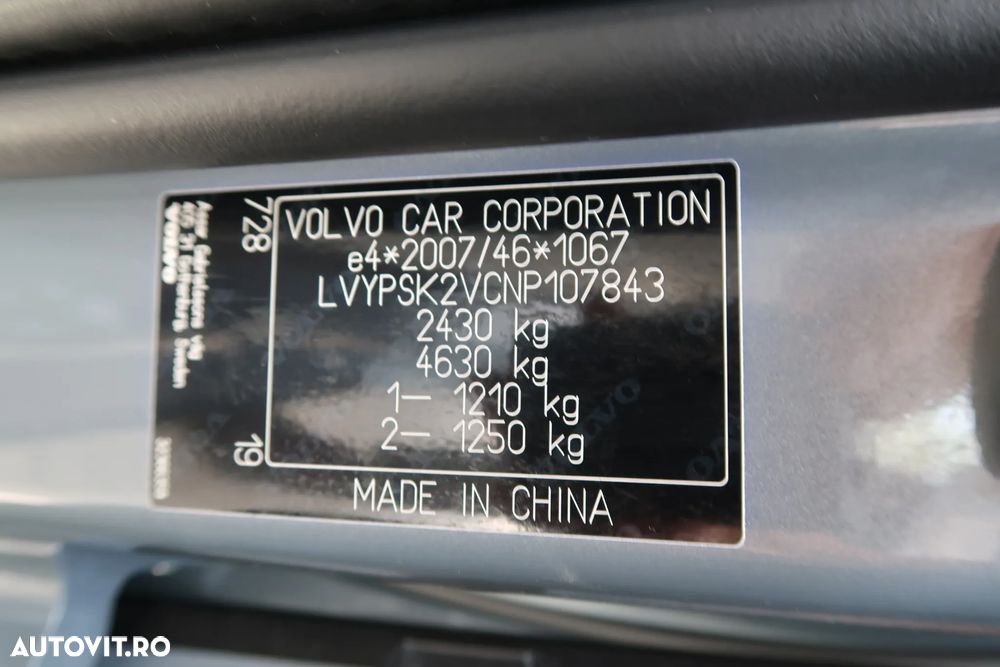 VOLVO CAR CORPORATION
e4*2007/46*1067
LVYPSK2VCNP107843
2430 kg
4630 kg
1— 1210 kg
2— 1250 kg
MADE IN CHINA
728
19
VOLVO
Sweden
AUTOVIT.RO